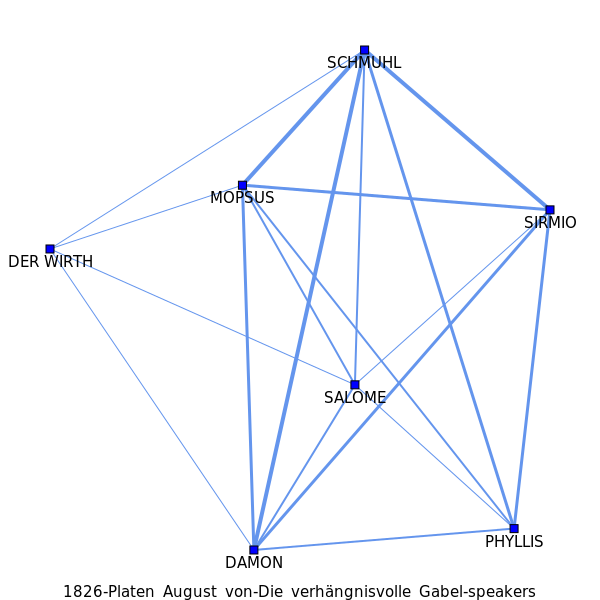 SCHMUHL
MOPSUS
SIRMIO
DER WIRTH
SALOME
PHYLLIS
DAMON
1826-Platen August von-Die verhängnisvolle Gabel-speakers